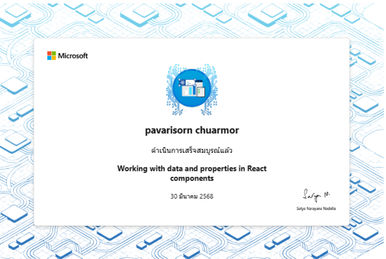 Microsoft
pavarisorn chuarmor
ดำเนินการเสร็จสมบูรณ์แล้ว
Working with data and properties in React
components
30 มีนาคม 2568
Satya Narayana Nadella